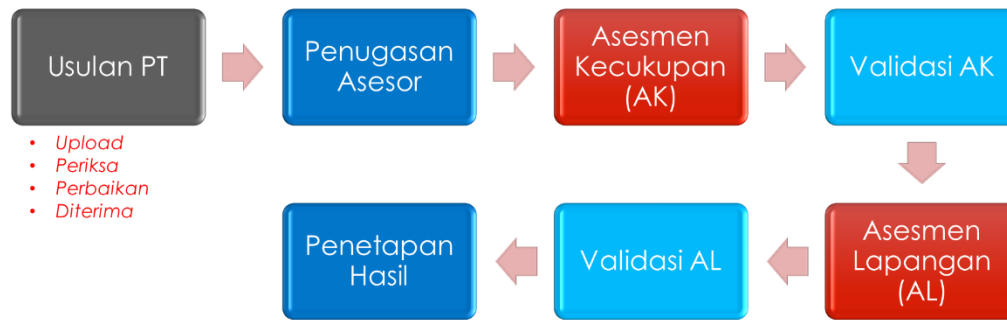 Usulan PT
Penugasan
Asesor
Asesmen
Kecukupan
(AK)
Validasi AK
• Upload
• Periksa
• Perbaikan
• Diterima
Asesmen
Lapangan
(AL)
Validasi AL
Penetapan
Hasil